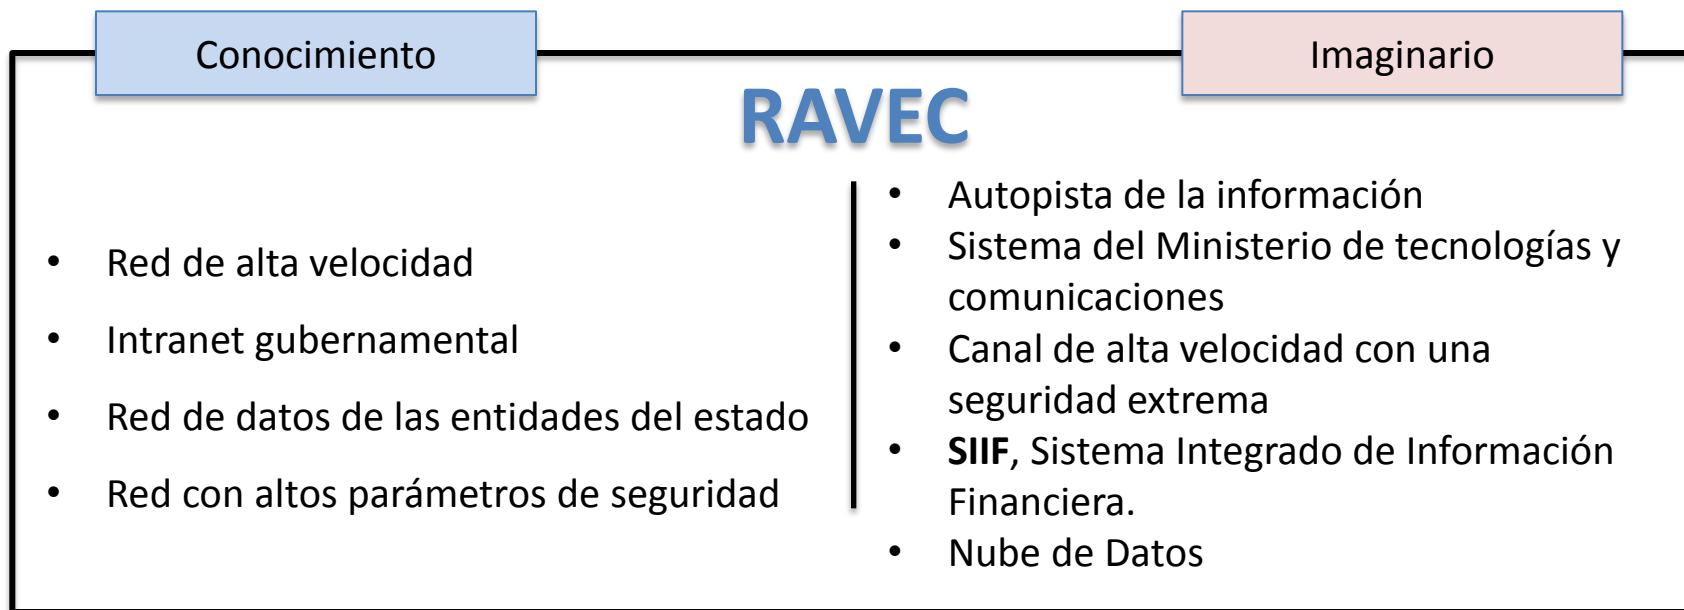 Conocimiento
Imaginario
RAVEC
• Red de alta velocidad
• Intranet gubernamental
• Red de datos de las entidades del estado
• Red con altos parámetros de seguridad
• Autopista de la información
• Sistema del Ministerio de tecnologías y
comunicaciones
• Canal de alta velocidad con una
seguridad extrema
• SIIF, Sistema Integrado de Información
Financiera.
• Nube de Datos